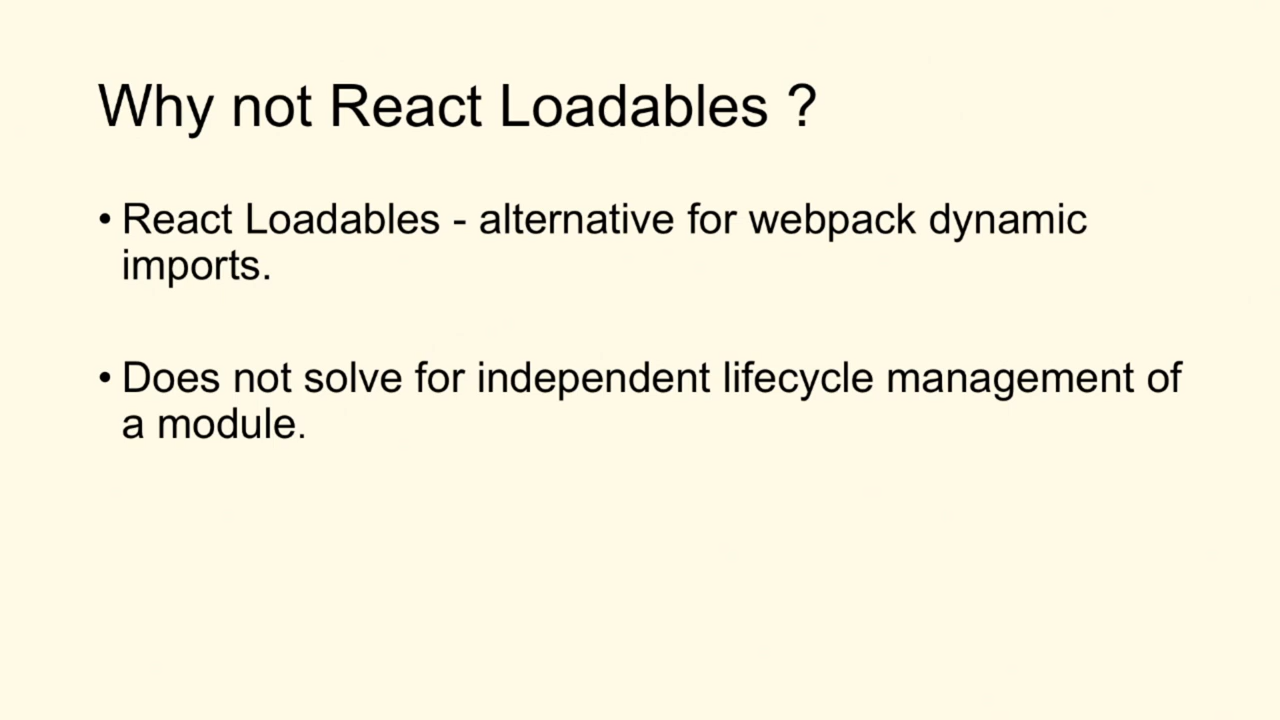 Why not React Loadables ?
• React Loadables - alternative for webpack dynamic
imports.
• Does not solve for independent lifecycle management of
a module.